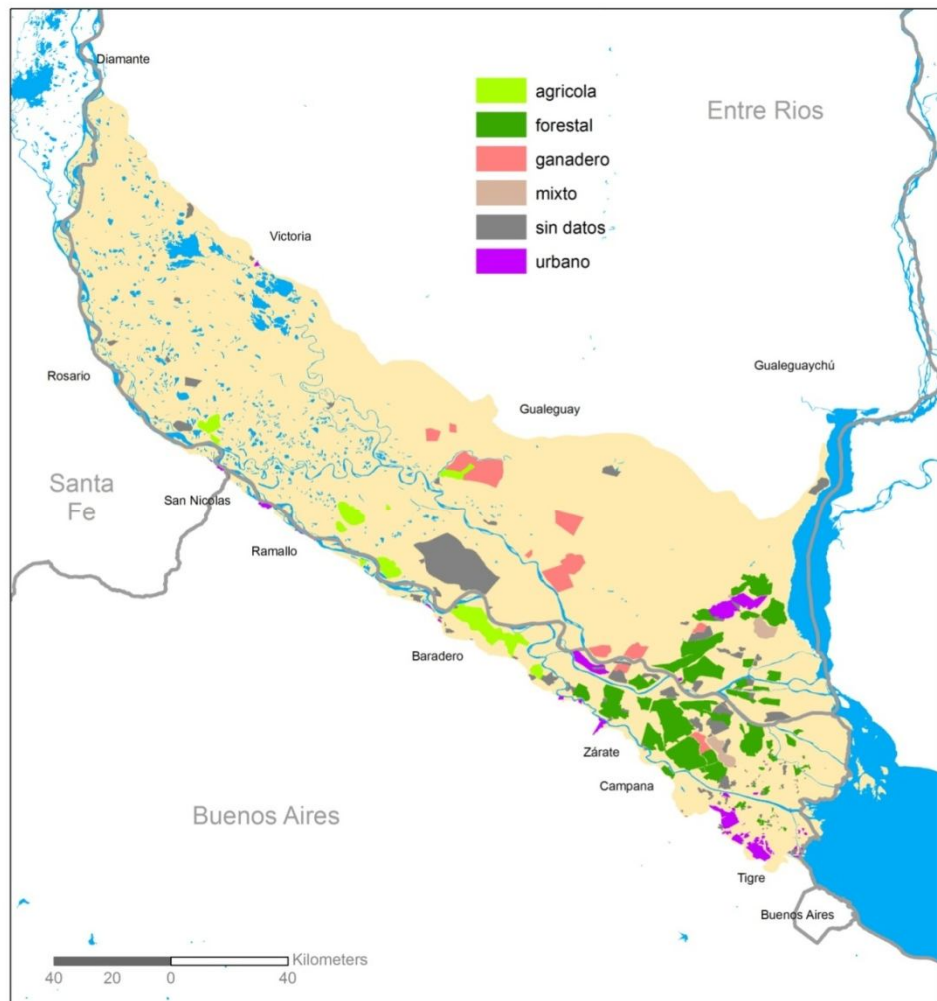 Diamante
agricola
forestal
Entre Rios
ganadero
mixto
sin datos
Victoria
urbano
Gualeguaychú
Rosario
Gualeguay
Santa
Fe
San Nicolas
Ramallo
Baradero
Zárate
Campana
Buenos Aires
Tigre
Buenos Aires
Kilometers
40 20 0 40